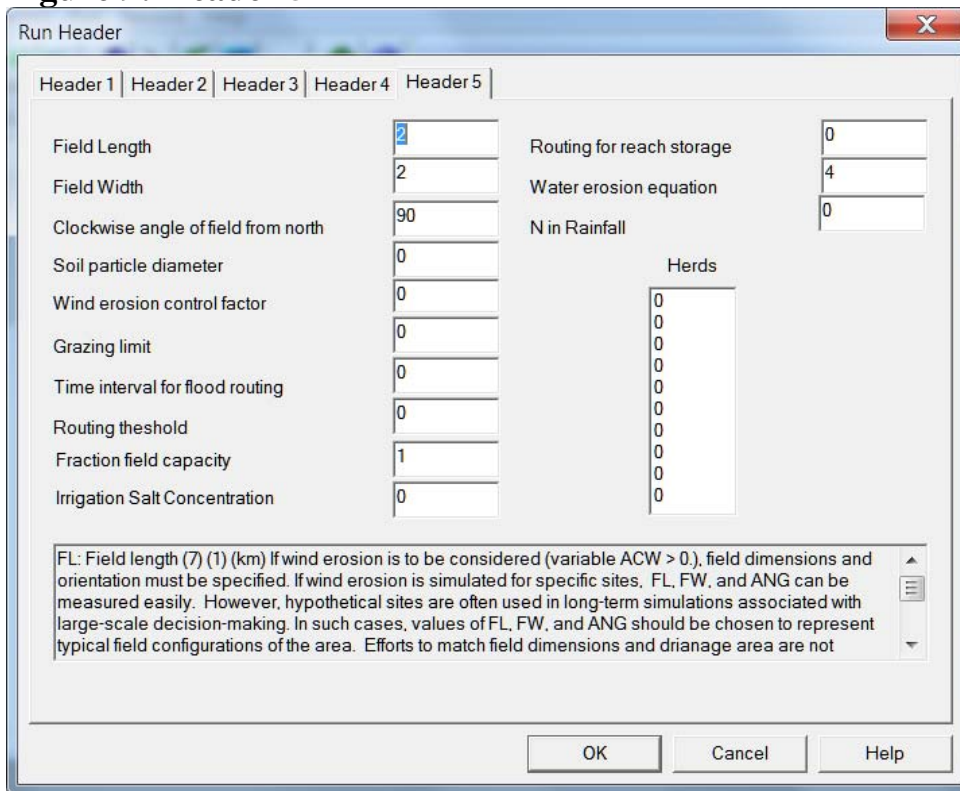 Run Header
Header 1 Header 2 Header 3 Header 4 Header 5
Field Length 2
Field Width 2
Clockwise angle of field from north 90
Soil particle diameter 0
Wind erosion control factor 0
Grazing limit 0
Time interval for flood routing 0
Routing theshold 0
Fraction field capacity 1
Irrigation Salt Concentration 0
Routing for reach storage 0
Water erosion equation 4
N in Rainfall 0
Herds
0
0
0
0
0
0
0
0
0
0
FL: Field length (7) (1) (km) If wind erosion is to be considered (variable ACW > 0.), field dimensions and
orientation must be specified. If wind erosion is simulated for specific sites, FL, FW, and ANG can be
measured easily. However, hypothetical sites are often used in long-term simulations associated with
large-scale decision-making. In such cases, values of FL, FW, and ANG should be chosen to represent
typical field configurations of the area. Efforts to match field dimensions and drianage area are not
OK Cancel Help